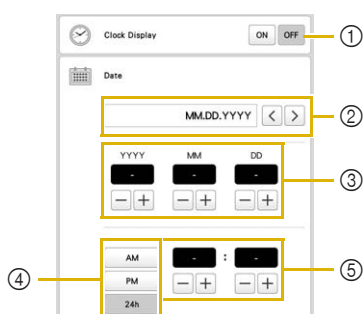 Clock Display ON OFF ①
Date
MM.DD.YYYY < > ②
YYYY MM DD
- - - ③
− + − + − +
AM - : - ⑤
PM − + − +
④ 24h